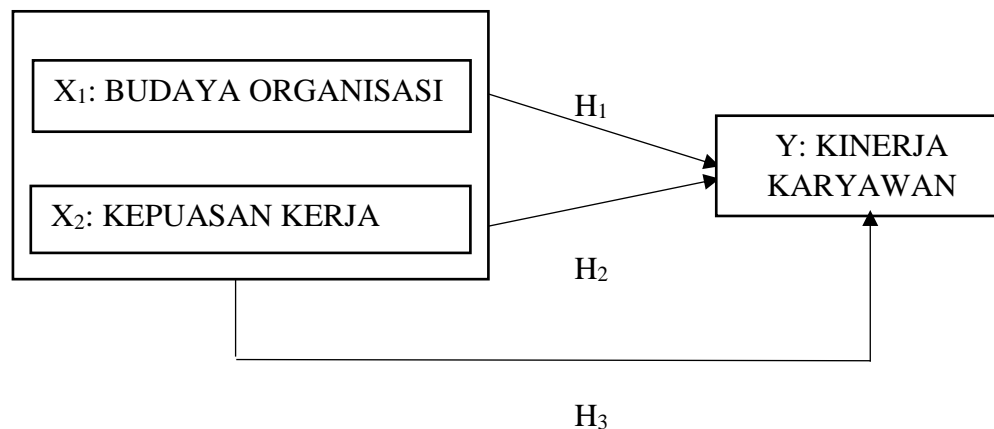 X₁: BUDAYA ORGANISASI
H₁
Y: KINERJA
KARYAWAN
X₂: KEPUASAN KERJA
H₂
H₃